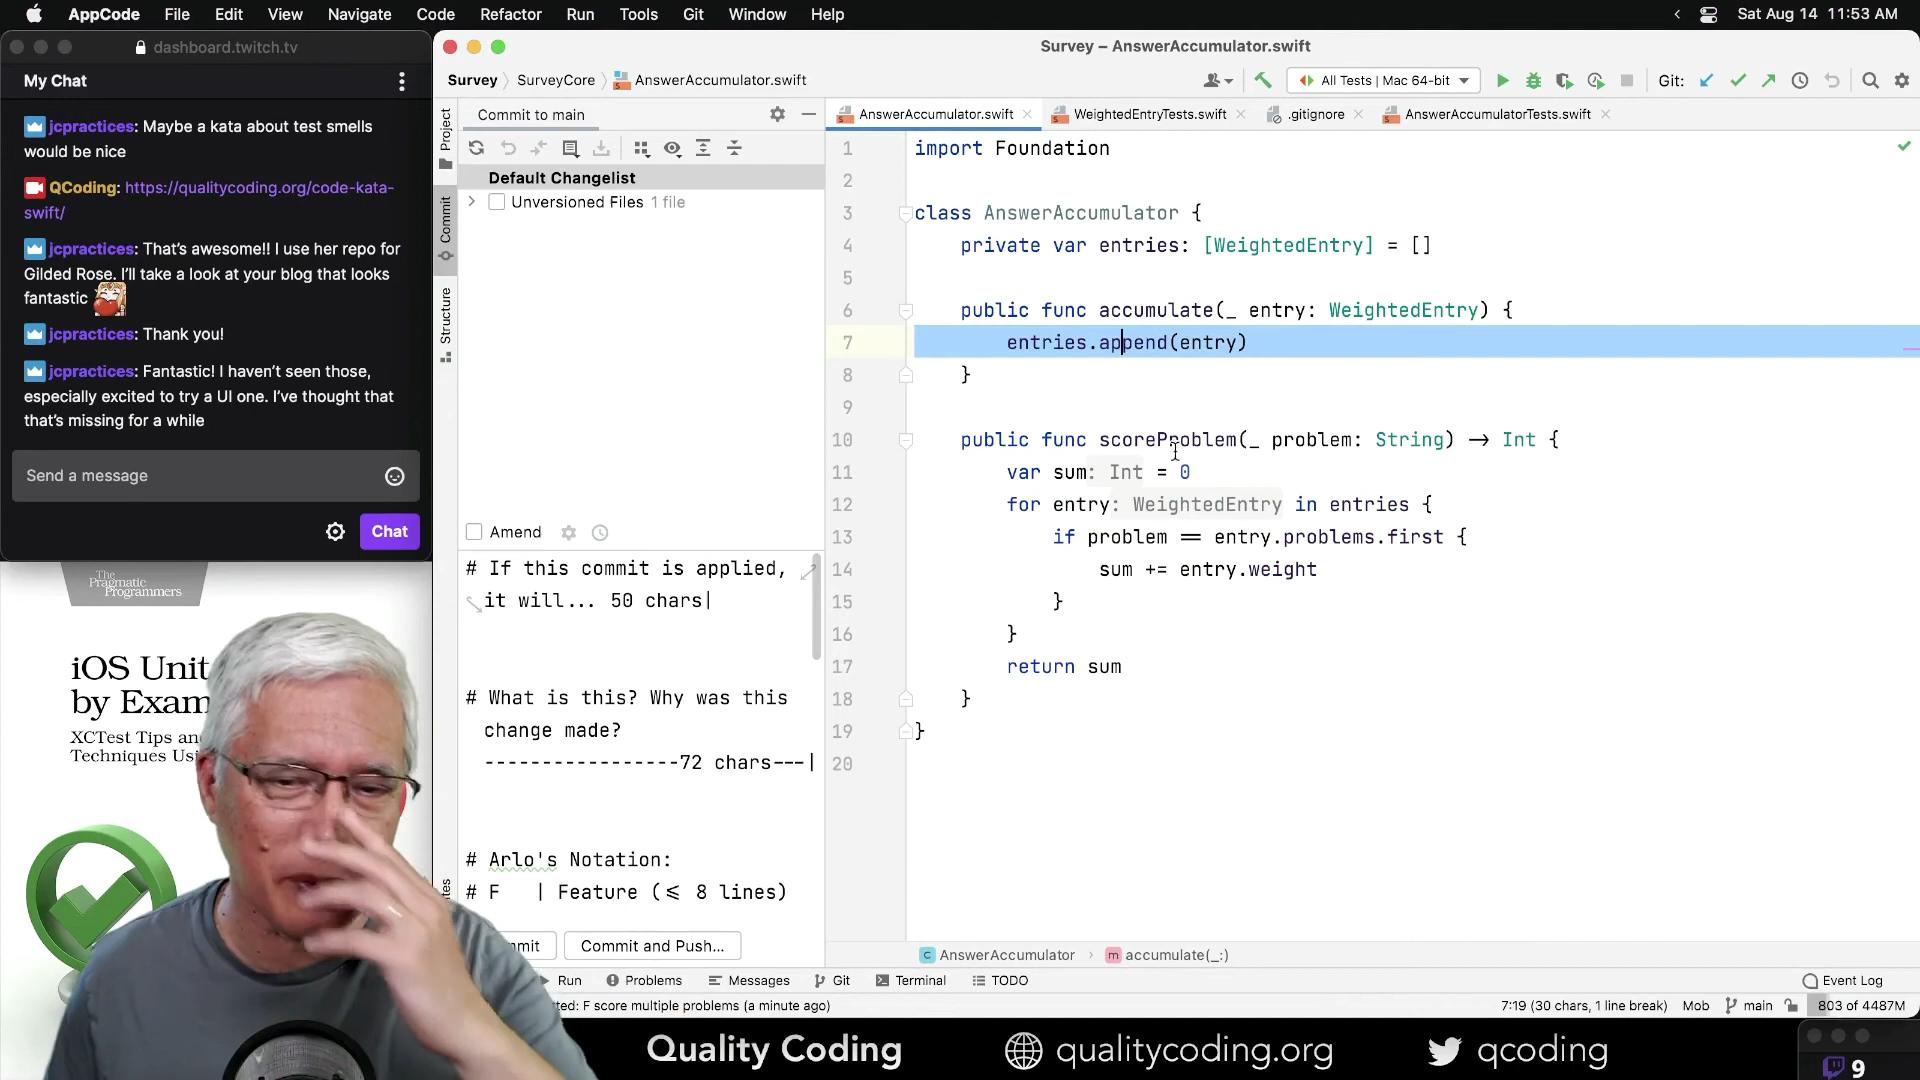 AppCode File Edit View Navigate Code Refactor Run Tools Git Window Help
Sat Aug 14 11:53 AM
dashboard.twitch.tv
My Chat
jcpractices: Maybe a kata about test smells
would be nice
QCoding: https://qualitycoding.org/code-kata-
swift/
jcpractices: That's awesome!! I use her repo for
Gilded Rose. I'll take a look at your blog that looks
fantastic
jcpractices: Thank you!
jcpractices: Fantastic! I haven't seen those,
especially excited to try a UI one. I've thought that
that's missing for a while
Send a message
Chat
The
Pragmatic
Programmers
iOS Unit
by Exam
XCTest Tips an
Techniques Us
Survey – AnswerAccumulator.swift
Survey SurveyCore AnswerAccumulator.swift
All Tests | Mac 64-bit
Git:
Project
Commit
Structure
Commit to main
Default Changelist
Unversioned Files 1 file
Amend
# If this commit is applied,
it will... 50 chars|
# What is this? Why was this
change made?
-----------------72 chars---|
# Arlo's Notation:
# F | Feature (<= 8 lines)
mmit
Commit and Push...
AnswerAccumulator.swift WeightedEntryTests.swift .gitignore AnswerAccumulatorTests.swift
1 import Foundation
2
3 class AnswerAccumulator {
4 private var entries: [WeightedEntry] = []
5
6 public func accumulate(_ entry: WeightedEntry) {
7 entries.append(entry)
8 }
9
10 public func scoreProblem(_ problem: String) -> Int {
11 var sum: Int = 0
12 for entry: WeightedEntry in entries {
13 if problem == entry.problems.first {
14 sum += entry.weight
15 }
16 }
17 return sum
18 }
19 }
20
AnswerAccumulator accumulate(_:)
Run Problems Messages Git Terminal TODO
Event Log
ted: F score multiple problems (a minute ago)
7:19 (30 chars, 1 line break) Mob main 803 of 4487M
Quality Coding qualitycoding.org qcoding
9